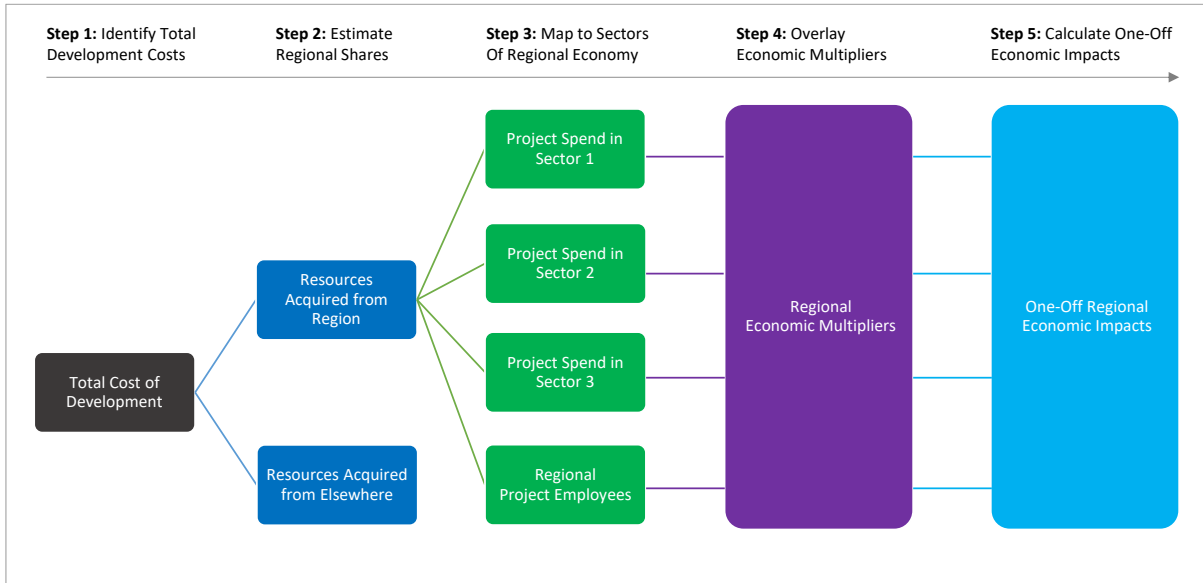 Step 1: Identify Total
Development Costs
Step 2: Estimate
Regional Shares
Step 3: Map to Sectors
Of Regional Economy
Step 4: Overlay
Economic Multipliers
Step 5: Calculate One-Off
Economic Impacts
Total Cost of
Development
Resources
Acquired from
Region
Resources Acquired
from Elsewhere
Project Spend in
Sector 1
Project Spend in
Sector 2
Project Spend in
Sector 3
Regional
Project Employees
Regional
Economic Multipliers
One-Off Regional
Economic Impacts